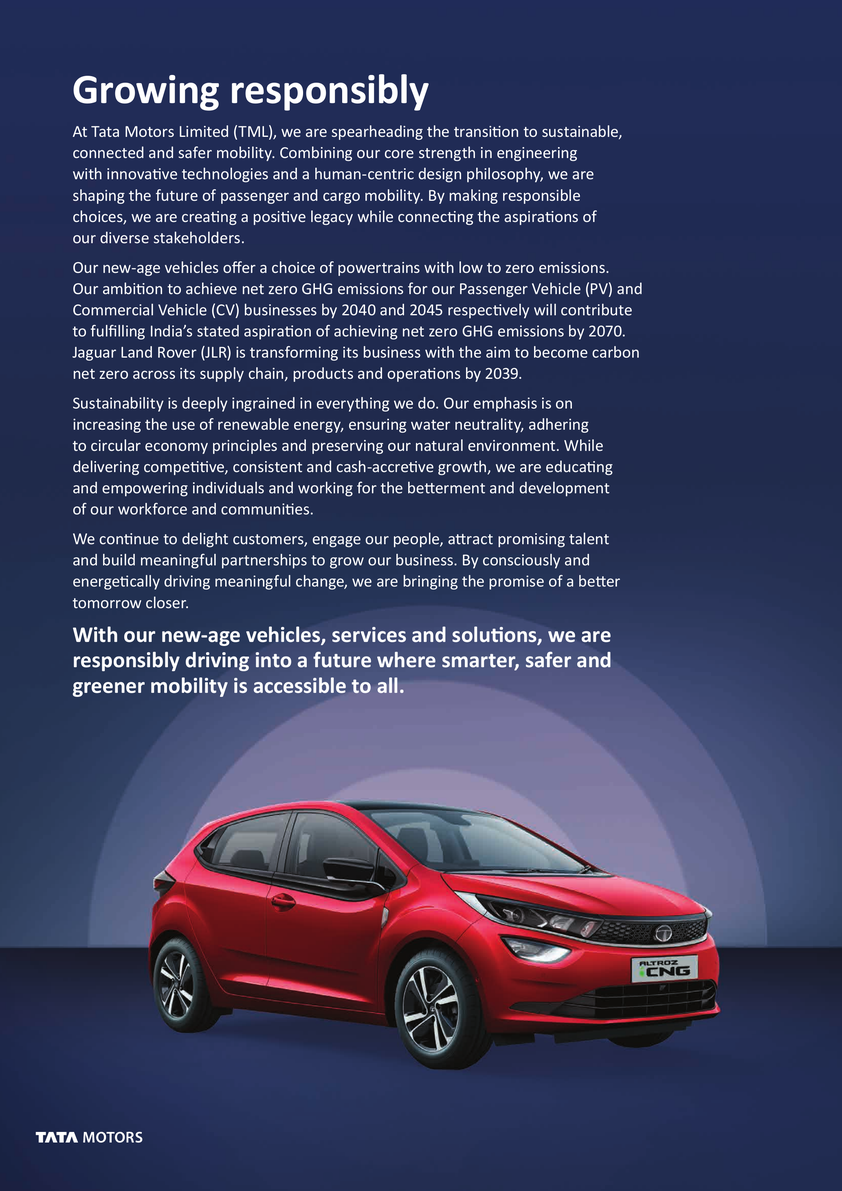 Growing responsibly
At Tata Motors Limited (TML), we are spearheading the transition to sustainable,
connected and safer mobility. Combining our core strength in engineering
with innovative technologies and a human-centric design philosophy, we are
shaping the future of passenger and cargo mobility. By making responsible
choices, we are creating a positive legacy while connecting the aspirations of
our diverse stakeholders.
Our new-age vehicles offer a choice of powertrains with low to zero emissions.
Our ambition to achieve net zero GHG emissions for our Passenger Vehicle (PV) and
Commercial Vehicle (CV) businesses by 2040 and 2045 respectively will contribute
to fulfilling India’s stated aspiration of achieving net zero GHG emissions by 2070.
Jaguar Land Rover (JLR) is transforming its business with the aim to become carbon
net zero across its supply chain, products and operations by 2039.
Sustainability is deeply ingrained in everything we do. Our emphasis is on
increasing the use of renewable energy, ensuring water neutrality, adhering
to circular economy principles and preserving our natural environment. While
delivering competitive, consistent and cash-accretive growth, we are educating
and empowering individuals and working for the betterment and development
of our workforce and communities.
We continue to delight customers, engage our people, attract promising talent
and build meaningful partnerships to grow our business. By consciously and
energetically driving meaningful change, we are bringing the promise of a better
tomorrow closer.
With our new-age vehicles, services and solutions, we are
responsibly driving into a future where smarter, safer and
greener mobility is accessible to all.
ALTROZ
iCNG
TATA MOTORS